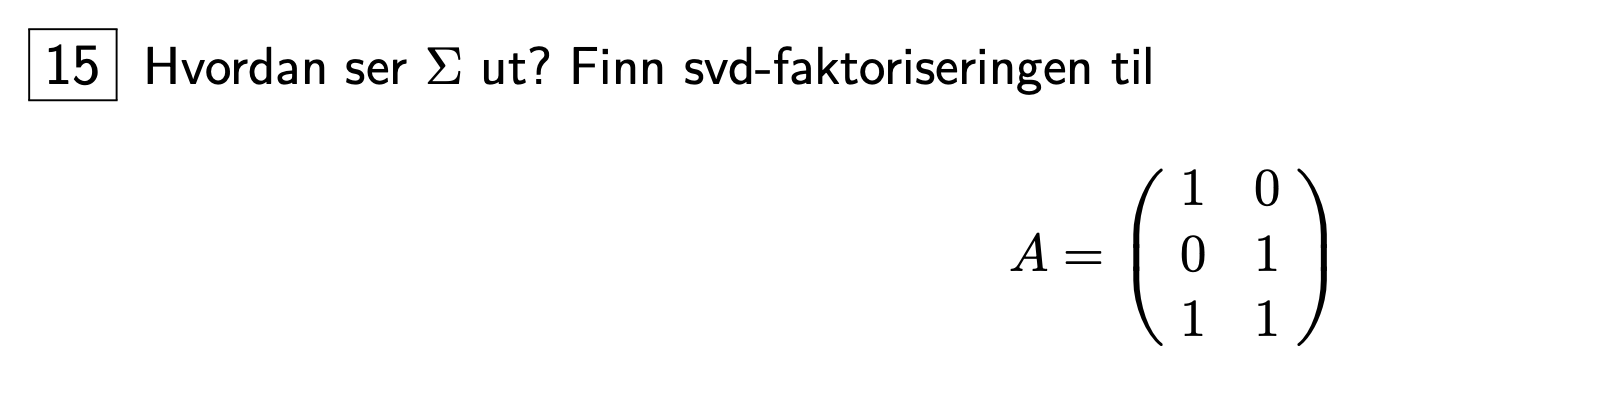 15 Hvordan ser Σ ut? Finn svd-faktoriseringen til
A = ( 1 0
0 1
1 1 )